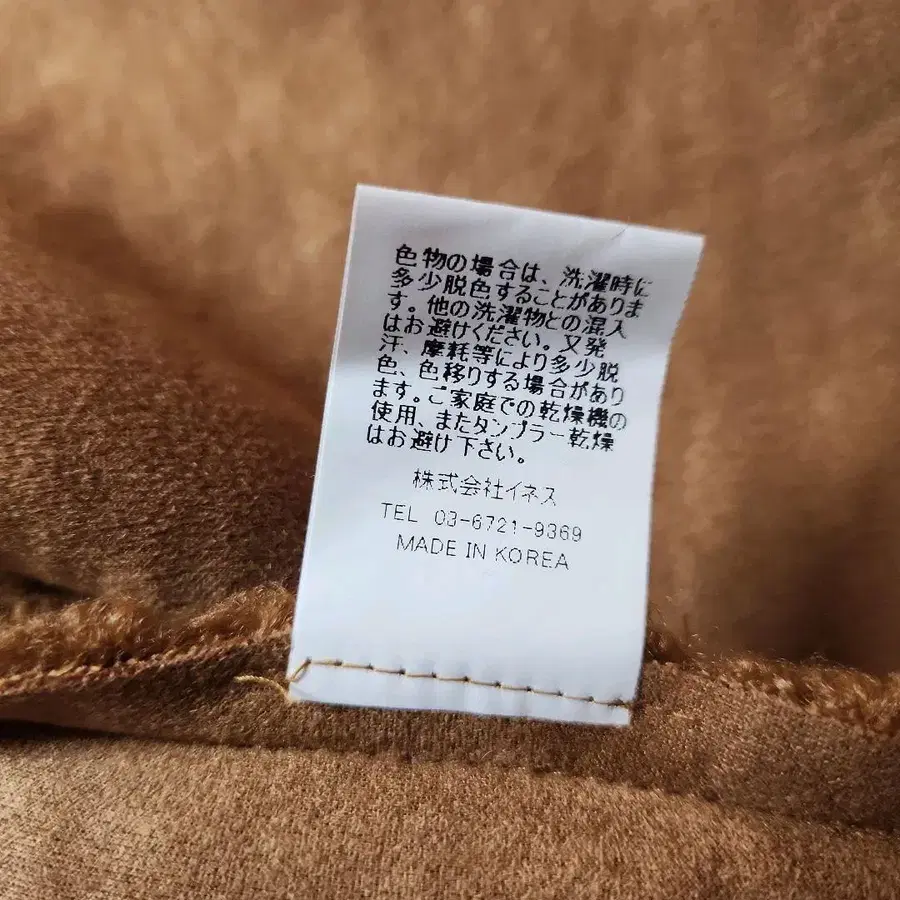 色物の場合は、洗濯時に
多少脱色することがありま
す。他の洗濯物との混入
はお避けください。又発
汗、摩耗等により多少脱
色、色移りする場合があり
ます。ご家庭での乾燥機の
使用、またタンブラー乾燥
はお避け下さい。
株式会社イネス
TEL 03-6721-9369
MADE IN KOREA